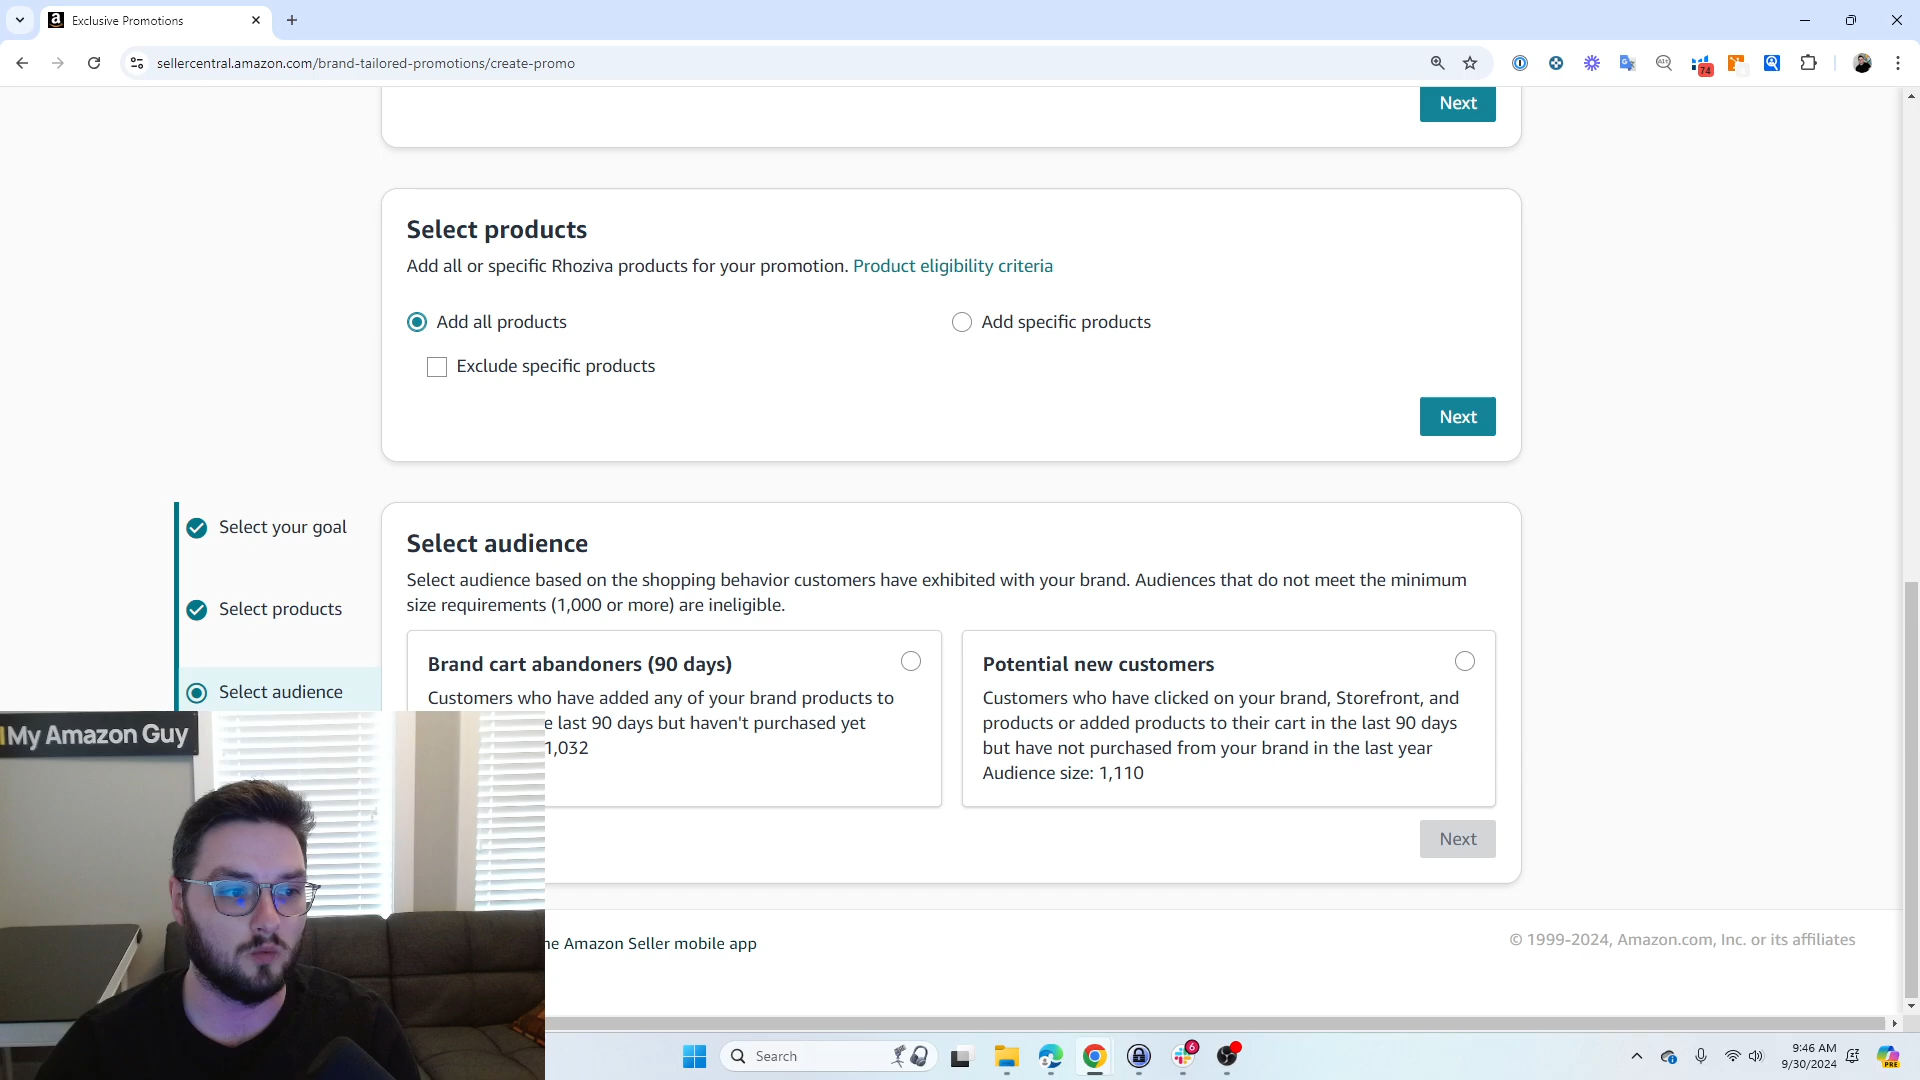 Exclusive Promotions
sellercentral.amazon.com/brand-tailored-promotions/create-promo
74
Next
Select products
Add all or specific Rhoziva products for your promotion. Product eligibility criteria
Add all products
Add specific products
Exclude specific products
Next
Select your goal
Select products
Select audience
Select audience
Select audience based on the shopping behavior customers have exhibited with your brand. Audiences that do not meet the minimum
size requirements (1,000 or more) are ineligible.
Brand cart abandoners (90 days)
Customers who have added any of your brand products to
e last 90 days but haven't purchased yet
1,032
Potential new customers
Customers who have clicked on your brand, Storefront, and
products or added products to their cart in the last 90 days
but have not purchased from your brand in the last year
Audience size: 1,110
Next
My Amazon Guy
he Amazon Seller mobile app
© 1999-2024, Amazon.com, Inc. or its affiliates
Search
6
9:46 AM
9/30/2024
PRE